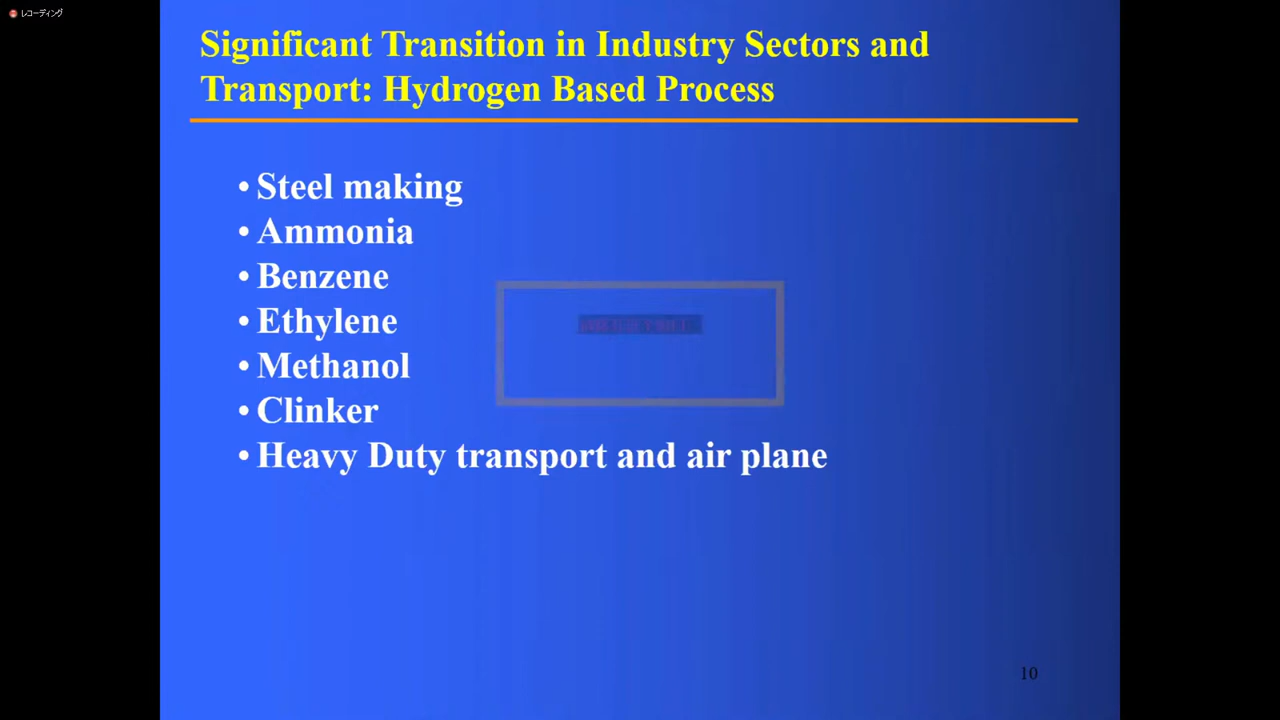 レコーディング
Significant Transition in Industry Sectors and
Transport: Hydrogen Based Process
• Steel making
• Ammonia
• Benzene
• Ethylene
• Methanol
• Clinker
• Heavy Duty transport and air plane
10